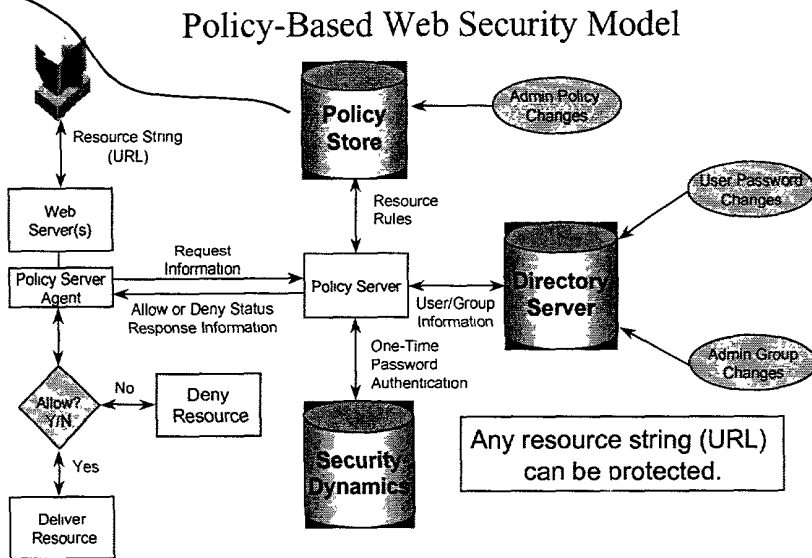 Policy-Based Web Security Model
Resource String
(URL)
Policy
Store
Admin Policy
Changes
Web
Server(s)
Resource
Rules
User Password
Changes
Request
Information
Policy Server
Agent
Policy Server
Directory
Server
Allow or Deny Status
Response Information
User/Group
Information
One-Time
Password
Authentication
Admin Group
Changes
Allow?
Y/N
No
Deny
Resource
Yes
Security
Dynamics
Any resource string (URL)
can be protected.
Deliver
Resource